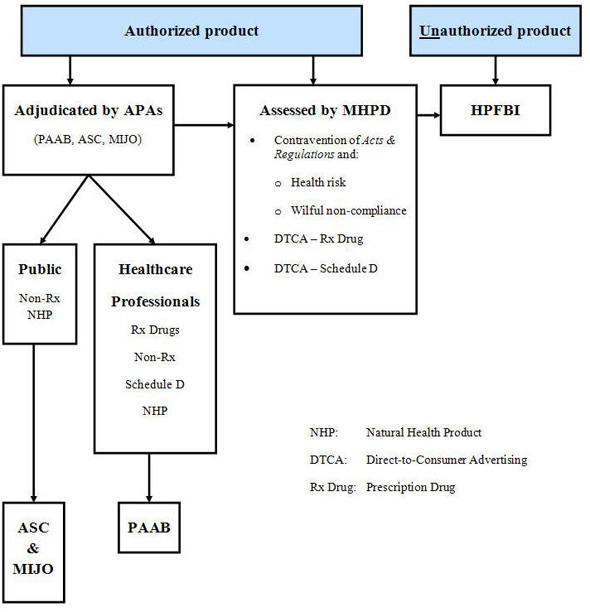 Authorized product
Unauthorized product
Adjudicated by APAs
(PAAB, ASC, MIJO)
Assessed by MHPD
• Contravention of Acts &
Regulations and:
o Health risk
o Wilful non-compliance
• DTCA – Rx Drug
• DTCA – Schedule D
HPFBI
Public
Non-Rx
NHP
Healthcare
Professionals
Rx Drugs
Non-Rx
Schedule D
NHP
NHP: Natural Health Product
DTCA: Direct-to-Consumer Advertising
Rx Drug: Prescription Drug
ASC
&
MIJO
PAAB